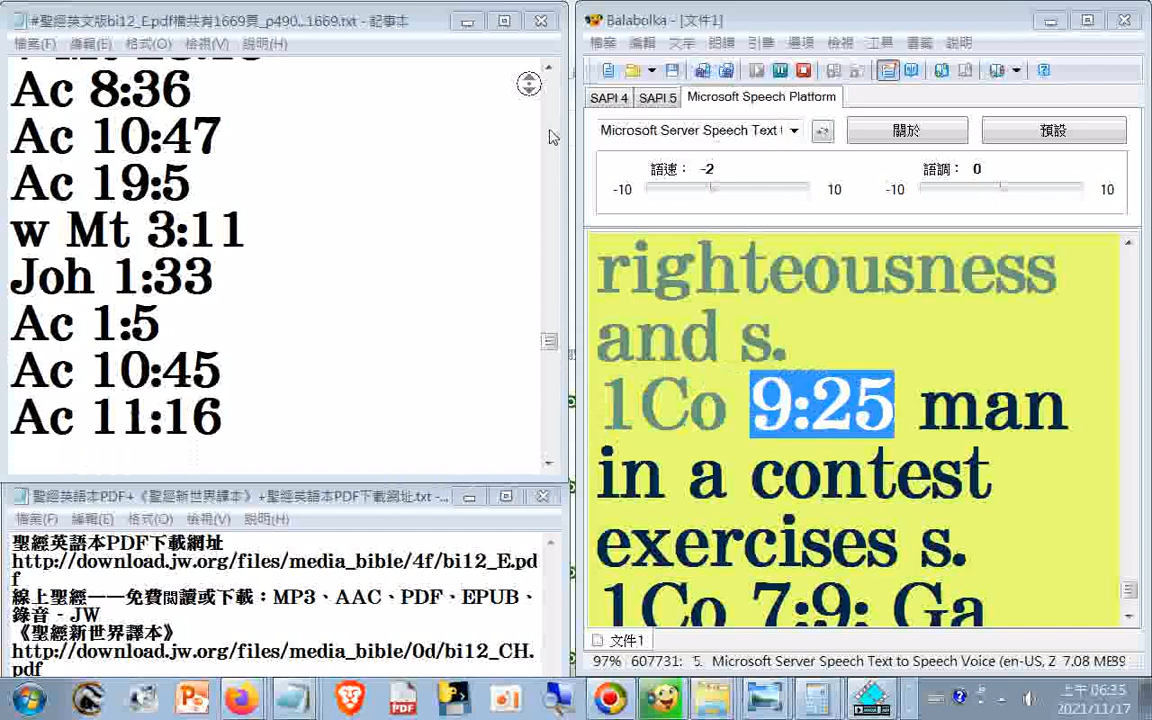 #聖經英文版bi12_E.pdf檔共有1669頁_p490...1669.txt - 記事本
檔案(F) 編輯(E) 格式(O) 檢視(V) 說明(H)
Ac 8:36
Ac 10:47
Ac 19:5
w Mt 3:11
Joh 1:33
Ac 1:5
Ac 10:45
Ac 11:16
聖經英語本PDF+《聖經新世界譯本》+聖經英語本PDF下載網址.txt - ...
檔案(F) 編輯(E) 格式(O) 檢視(V) 說明(H)
聖經英語本PDF下載網址
http://download.jw.org/files/media_bible/4f/bi12_E.pd
f
線上聖經——免費閱讀或下載：MP3、AAC、PDF、EPUB、
錄音 - JW
《聖經新世界譯本》
http://download.jw.org/files/media_bible/0d/bi12_CH.
pdf
Balabolka - [文件1]
檔案 編輯 文字 朗讀 引擎 選項 檢視 工具 書籤 說明
SAPI 4 SAPI 5 Microsoft Speech Platform
Microsoft Server Speech Text 關於 預設
語速： -2 語調： 0
-10 10 -10 10
righteousness
and s.
1Co 9:25 man
in a contest
exercises s.
1Co 7:9; Ga
文件1
97% 607731: 5. Microsoft Server Speech Text to Speech Voice (en-US, Z 7.08 MB
上午 06:35
2021/11/17